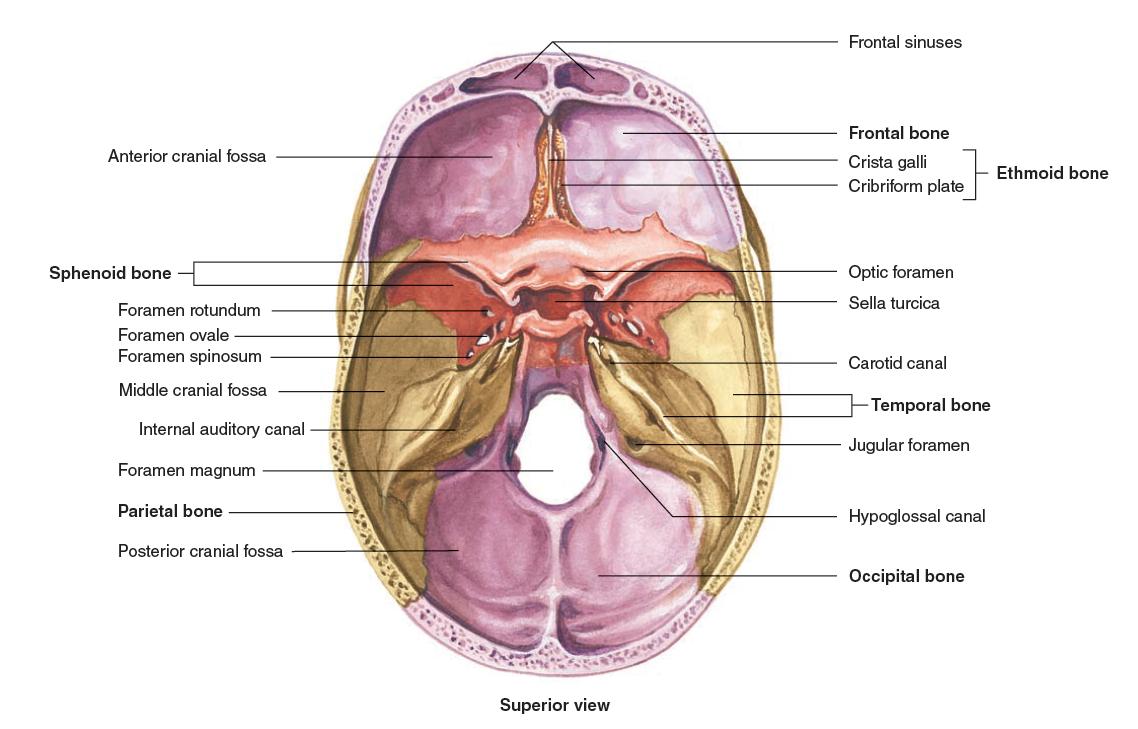 Frontal sinuses
Frontal bone
Anterior cranial fossa
Crista galli
Ethmoid bone
Cribriform plate
Sphenoid bone
Optic foramen
Sella turcica
Foramen rotundum
Foramen ovale
Foramen spinosum
Carotid canal
Middle cranial fossa
Temporal bone
Internal auditory canal
Jugular foramen
Foramen magnum
Parietal bone
Hypoglossal canal
Posterior cranial fossa
Occipital bone
Superior view